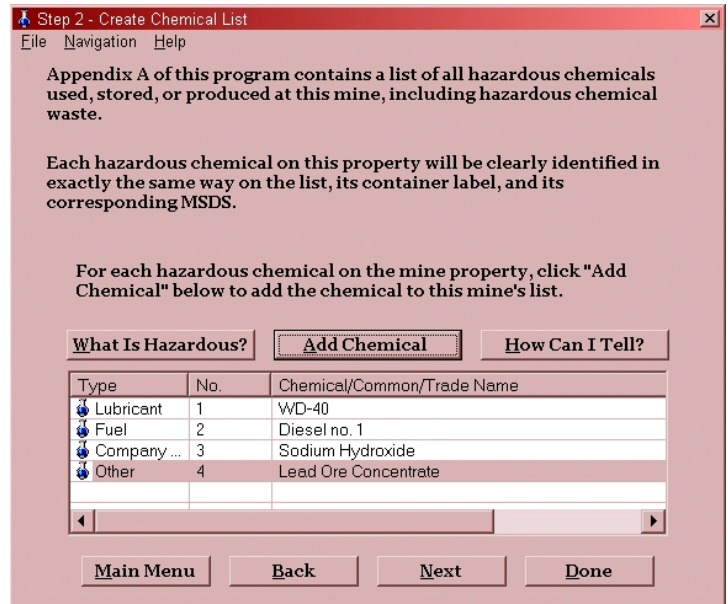 Step 2 - Create Chemical List
File Navigation Help
Appendix A of this program contains a list of all hazardous chemicals
used, stored, or produced at this mine, including hazardous chemical
waste.
Each hazardous chemical on this property will be clearly identified in
exactly the same way on the list, its container label, and its
corresponding MSDS.
For each hazardous chemical on the mine property, click "Add
Chemical" below to add the chemical to this mine's list.
What Is Hazardous? Add Chemical How Can I Tell?
Type No. Chemical/Common/Trade Name
Lubricant 1 WD-40
Fuel 2 Diesel no. 1
Company ... 3 Sodium Hydroxide
Other 4 Lead Ore Concentrate
Main Menu Back Next Done